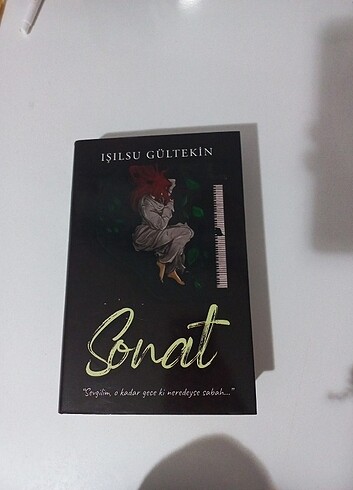 IŞILSU GÜLTEKİN
Sonat
"Sevgilim, o kadar gece ki neredeyse sabah..."